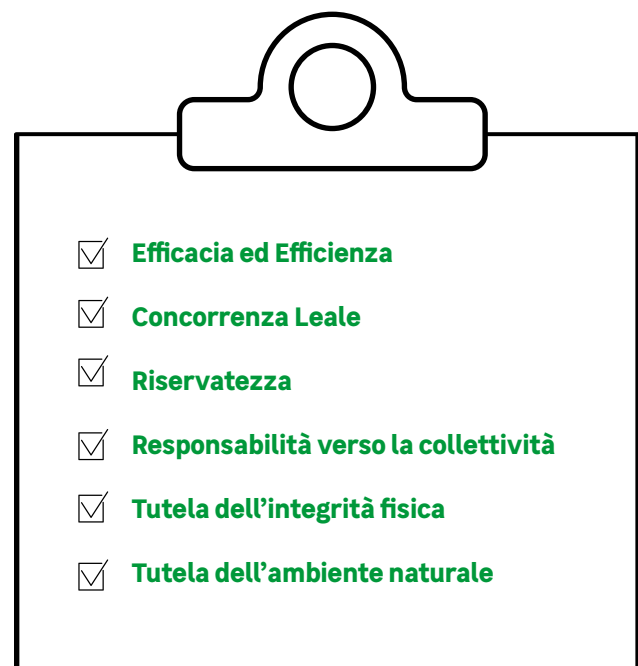 Efficacia ed Efficienza
Concorrenza Leale
Riservatezza
Responsabilità verso la collettività
Tutela dell’integrità fisica
Tutela dell’ambiente naturale